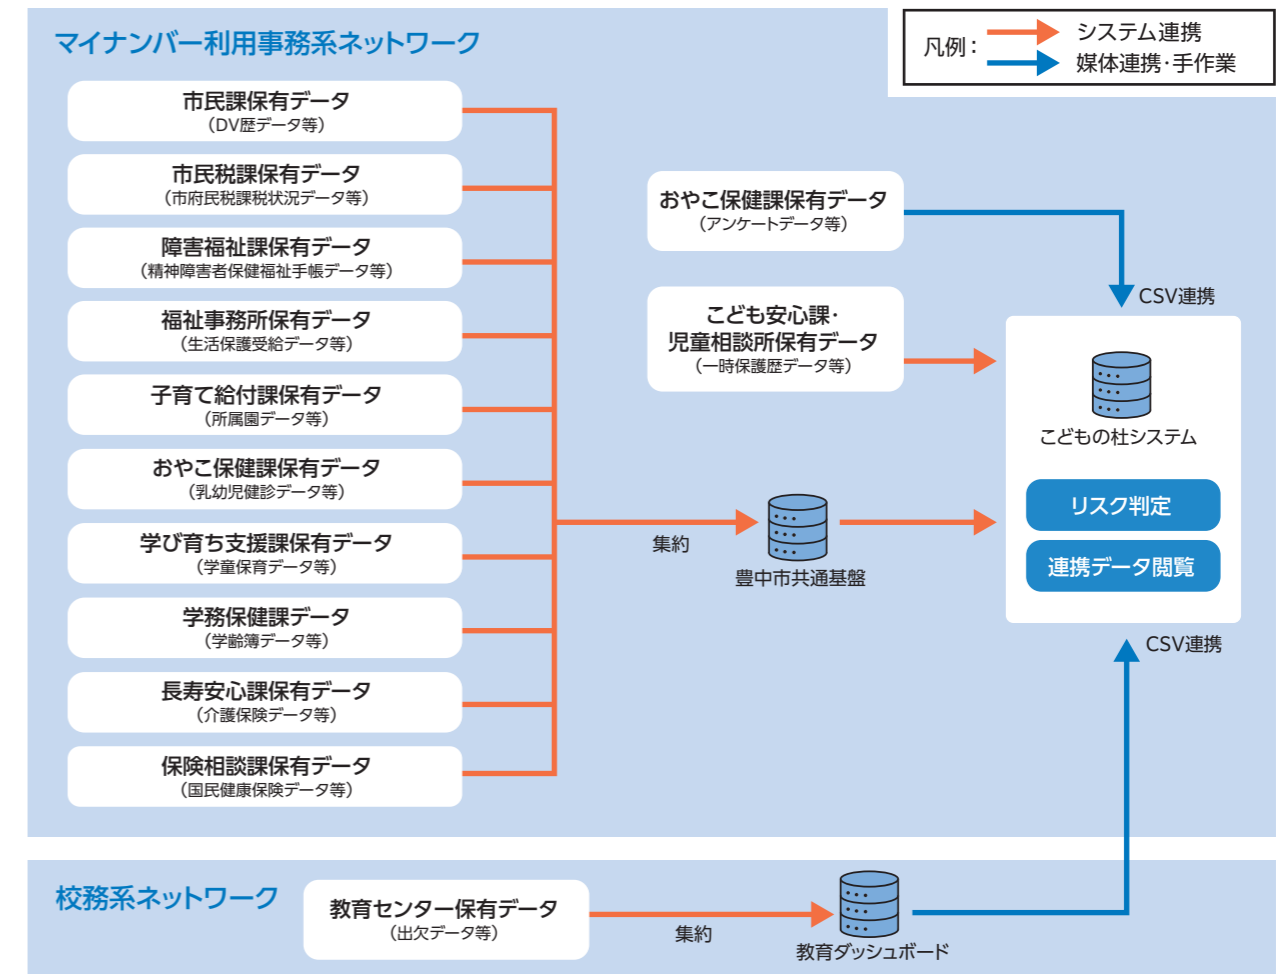 マイナンバー利用事務系ネットワーク
凡例：
システム連携
媒体連携・手作業
市民課保有データ
（DV歴データ等）
市民税課保有データ
（市府民税課税状況データ等）
障害福祉課保有データ
（精神障害者保健福祉手帳データ等）
福祉事務所保有データ
（生活保護受給データ等）
子育て給付課保有データ
（所属園データ等）
おやこ保健課保有データ
（乳幼児健診データ等）
学び育ち支援課保有データ
（学童保育データ等）
学務保健課データ
（学齢簿データ等）
長寿安心課保有データ
（介護保険データ等）
保険相談課保有データ
（国民健康保険データ等）
集約
豊中市共通基盤
おやこ保健課保有データ
（アンケートデータ等）
こども安心課・
児童相談所保有データ
（一時保護歴データ等）
CSV連携
こどもの杜システム
リスク判定
連携データ閲覧
CSV連携
校務系ネットワーク
教育センター保有データ
（出欠データ等）
集約
教育ダッシュボード